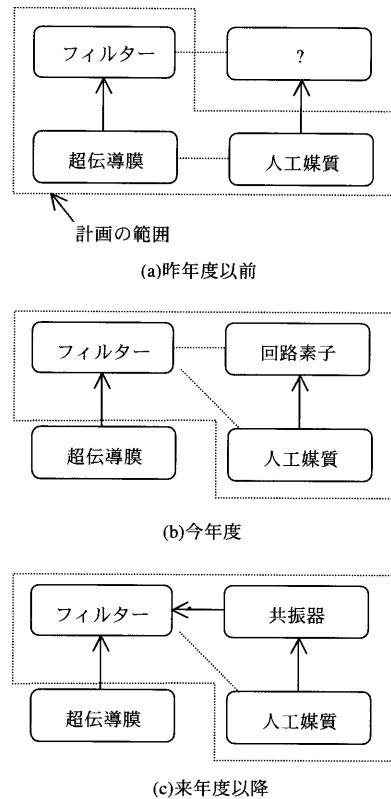 フィルター
?
超伝導膜
人工媒質
計画の範囲
(a)昨年度以前
フィルター
回路素子
超伝導膜
人工媒質
(b)今年度
フィルター
共振器
超伝導膜
人工媒質
(c)来年度以降